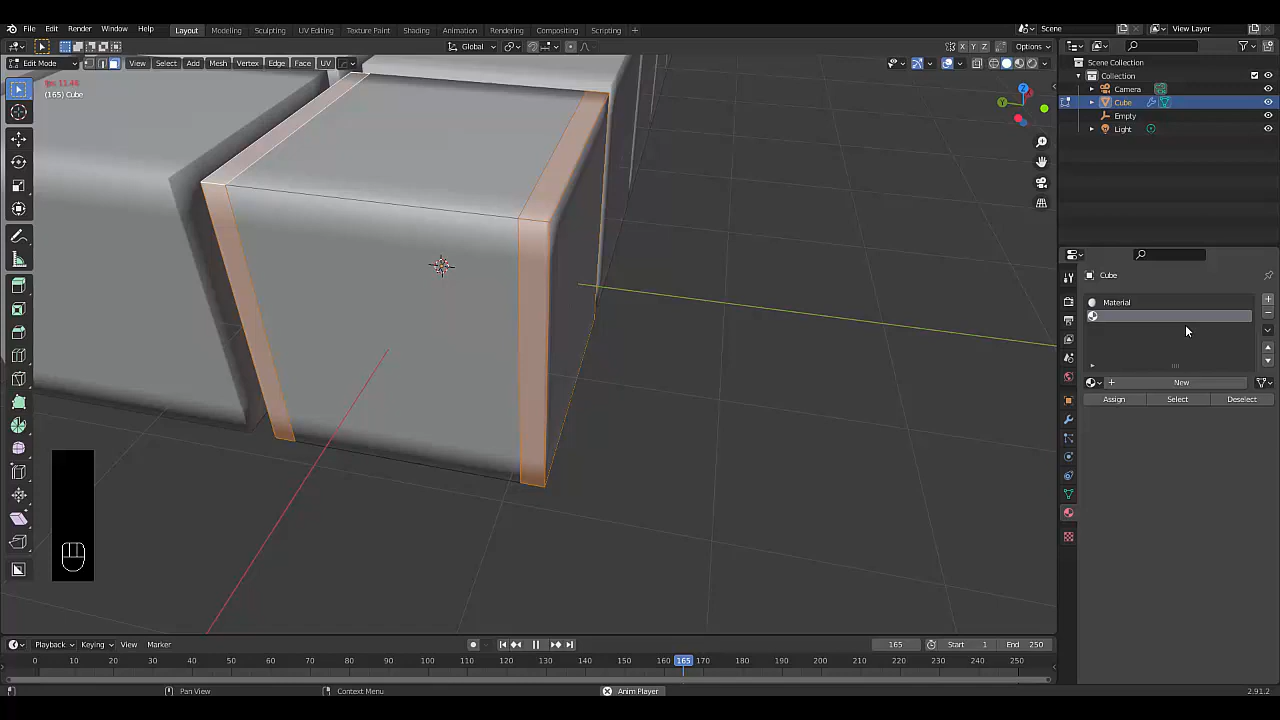 File Edit Render Window Help Layout Modeling Sculpting UV Editing Texture Paint Shading Animation Rendering Compositing Scripting + Scene View Layer
Global X Y Z Options
Edit Mode View Select Add Mesh Vertex Edge Face UV
fps 11.48
(165) Cube
Z
Y
Scene Collection
Collection
Camera
Cube
Empty
Light
Cube
Material
New
Assign Select Deselect
Playback Keying View Marker 165 Start 1 End 250
0 10 20 30 40 50 60 70 80 90 100 110 120 130 140 150 160 165 170 180 190 200 210 220 230 240 250
Pan View Context Menu Anim Player 2.91.2